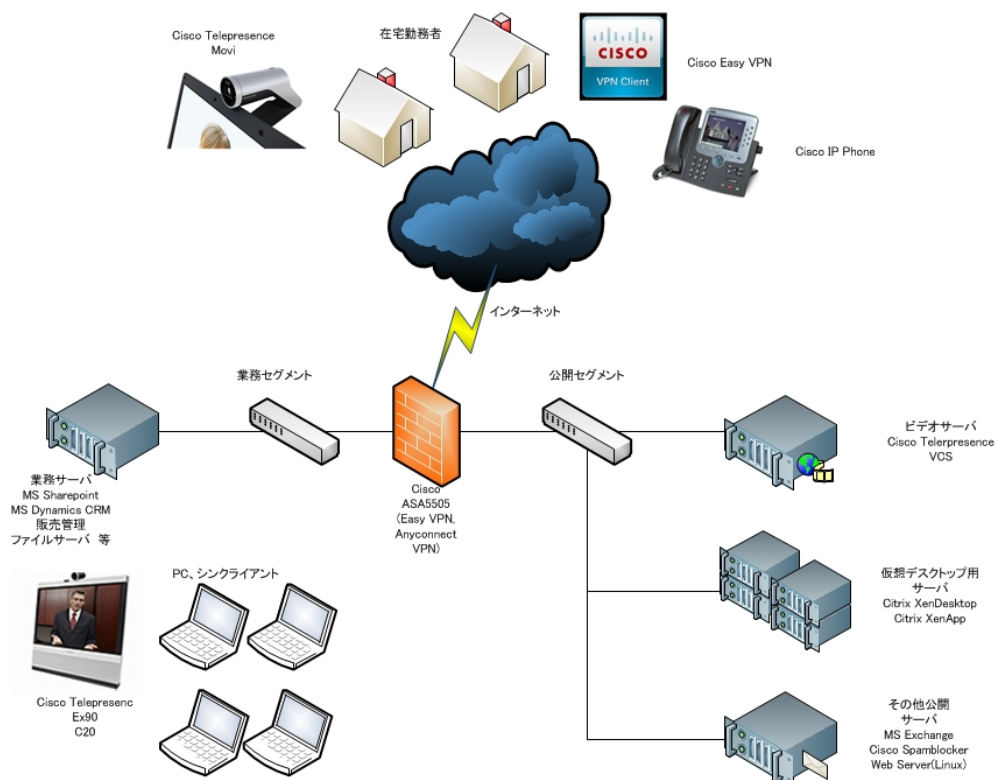 Cisco Telepresence
Movi
在宅勤務者
CISCO
VPN Client
Cisco Easy VPN
Cisco IP Phone
インターネット
業務セグメント
公開セグメント
業務サーバ
MS Sharepoint
MS Dynamics CRM
販売管理
ファイルサーバ 等
Cisco
ASA5505
(Easy VPN,
Anyconnect
VPN)
ビデオサーバ
Cisco Telerpresence
VCS
PC、シンクライアント
Cisco Telepresenc
Ex90
C20
仮想デスクトップ用
サーバ
Citrix XenDesktop
Citrix XenApp
その他公開
サーバ
MS Exchange
Cisco Spamblocker
Web Server(Linux)